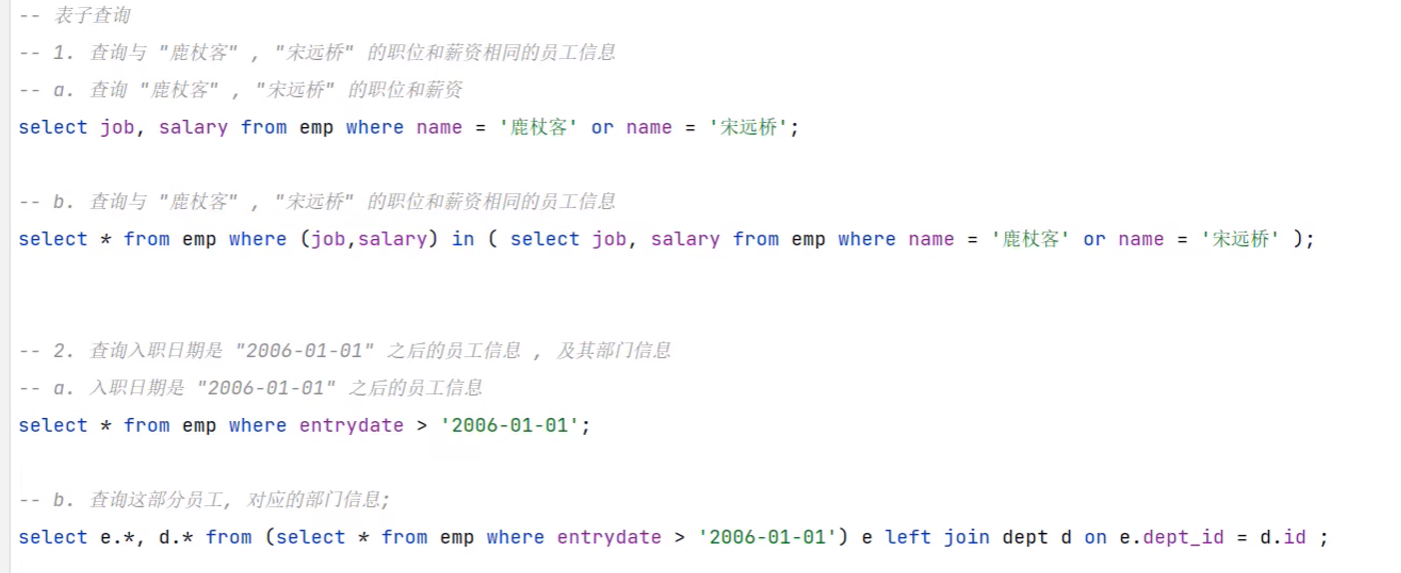 -- 表子查询
-- 1. 查询与 "鹿杖客" , "宋远桥" 的职位和薪资相同的员工信息
-- a. 查询 "鹿杖客" , "宋远桥" 的职位和薪资
select job, salary from emp where name = '鹿杖客' or name = '宋远桥';
-- b. 查询与 "鹿杖客" , "宋远桥" 的职位和薪资相同的员工信息
select * from emp where (job,salary) in ( select job, salary from emp where name = '鹿杖客' or name = '宋远桥' );
-- 2. 查询入职日期是 "2006-01-01" 之后的员工信息 , 及其部门信息
-- a. 入职日期是 "2006-01-01" 之后的员工信息
select * from emp where entrydate > '2006-01-01';
-- b. 查询这部分员工, 对应的部门信息;
select e.*, d.* from (select * from emp where entrydate > '2006-01-01') e left join dept d on e.dept_id = d.id ;